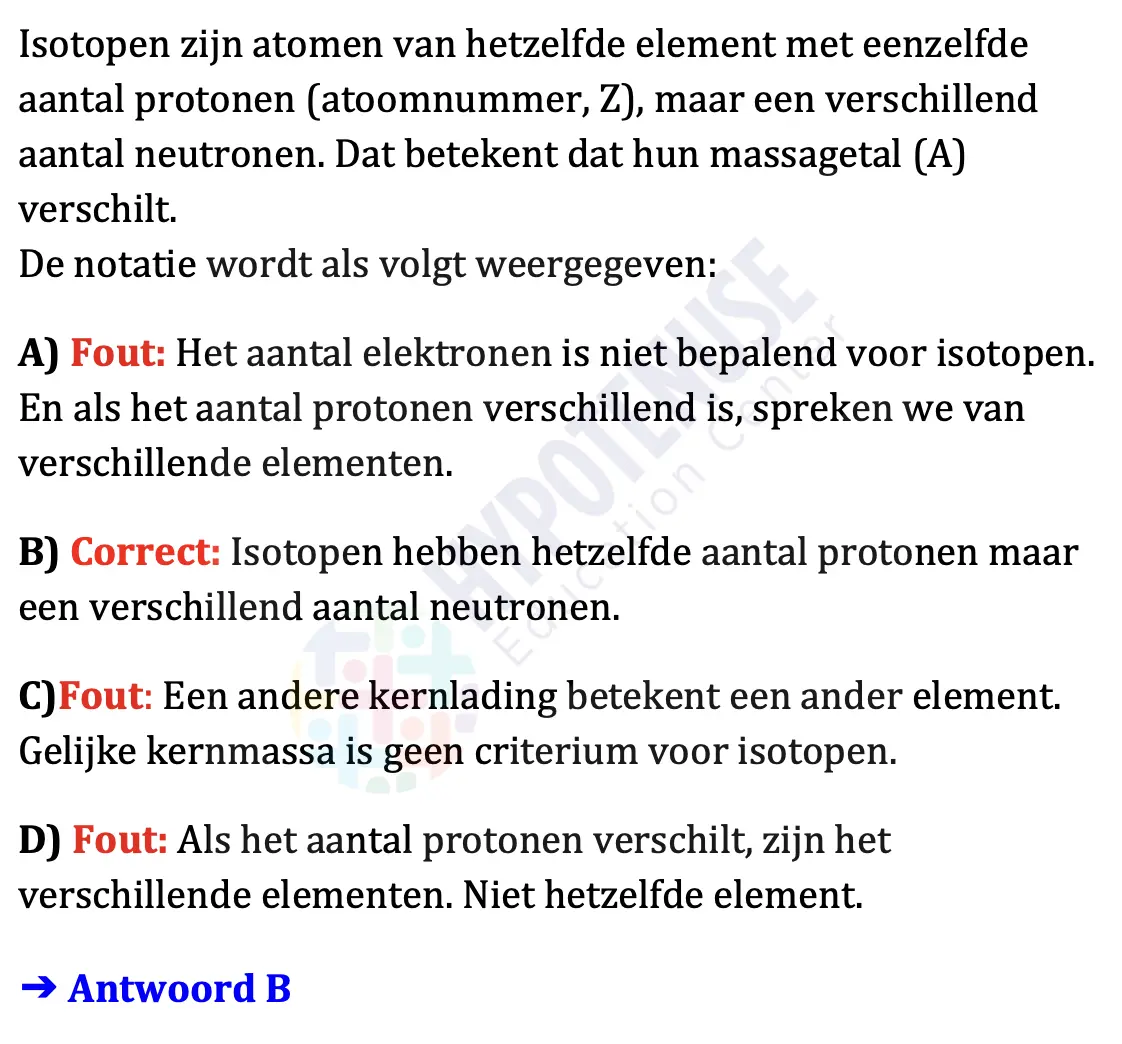 Isotopen zijn atomen van hetzelfde element met eenzelfde
aantal protonen (atoomnummer, Z), maar een verschillend
aantal neutronen. Dat betekent dat hun massagetal (A)
verschilt.
De notatie wordt als volgt weergegeven:
A) Fout: Het aantal elektronen is niet bepalend voor isotopen.
En als het aantal protonen verschillend is, spreken we van
verschillende elementen.
B) Correct: Isotopen hebben hetzelfde aantal protonen maar
een verschillend aantal neutronen.
C)Fout: Een andere kernlading betekent een ander element.
Gelijke kernmassa is geen criterium voor isotopen.
D) Fout: Als het aantal protonen verschilt, zijn het
verschillende elementen. Niet hetzelfde element.
➔ Antwoord B
HYPOTENUSE
Education Center